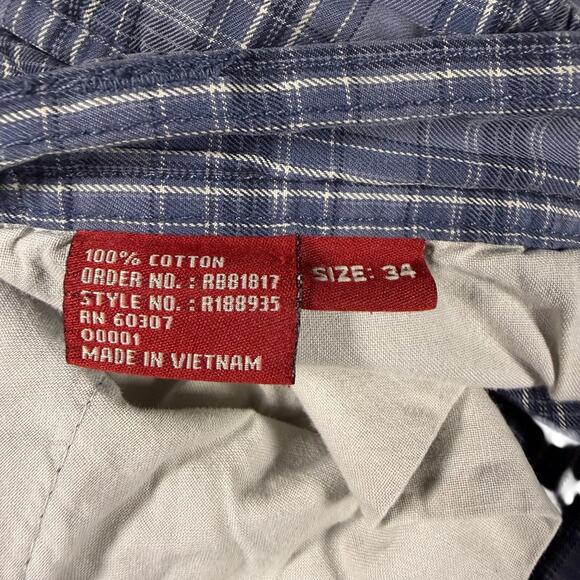 100% COTTON
ORDER NO. : RB81817
STYLE NO. : R188935
RN 60307
00001
MADE IN VIETNAM
SIZE: 34